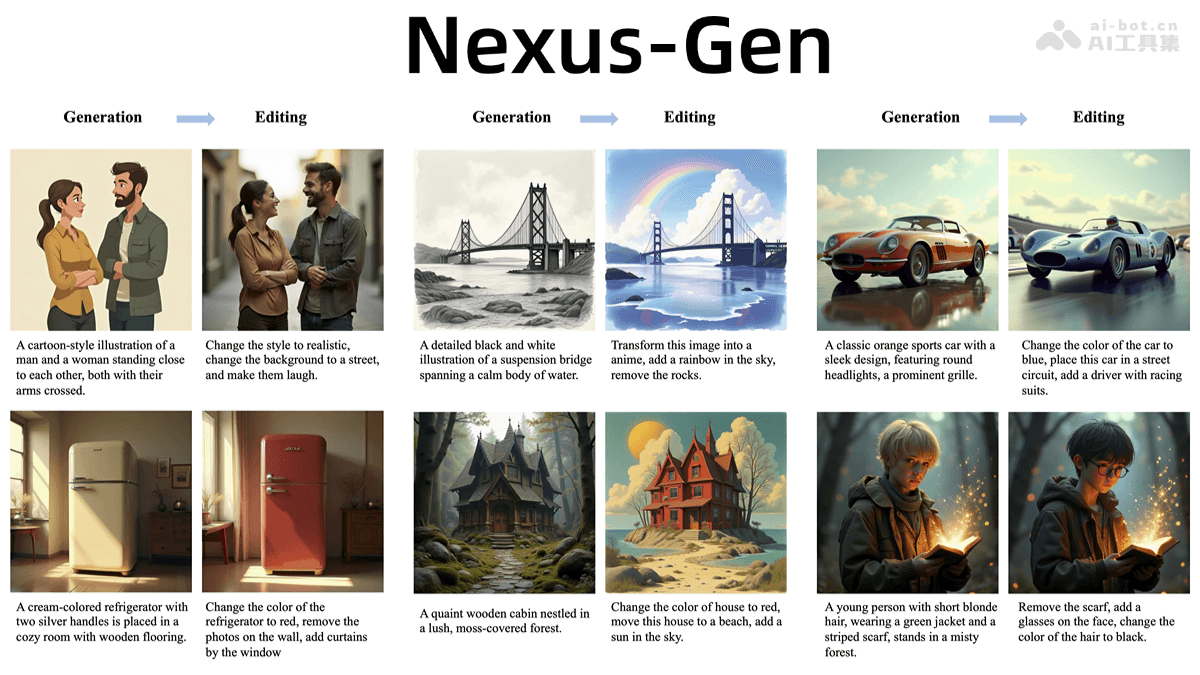 Nexus-Gen
ai-bot.cn
AI工具集
Generation
Editing
Generation
Editing
Generation
Editing
A cartoon-style illustration of a
man and a woman standing close
to each other, both with their
arms crossed.
Change the style to realistic,
change the background to a street,
and make them laugh.
A detailed black and white
illustration of a suspension bridge
spanning a calm body of water.
Transform this image into a
anime, add a rainbow in the sky,
remove the rocks.
A classic orange sports car with a
sleek design, featuring round
headlights, a prominent grille.
Change the color of the car to
blue, place this car in a street
circuit, add a driver with racing
suits.
A cream-colored refrigerator with
two silver handles is placed in a
cozy room with wooden flooring.
Change the color of the
refrigerator to red, remove the
photos on the wall, add curtains
by the window
A quaint wooden cabin nestled in
a lush, moss-covered forest.
Change the color of house to red,
move this house to a beach, add a
sun in the sky.
A young person with short blonde
hair, wearing a green jacket and a
striped scarf, stands in a misty
forest.
Remove the scarf, add a
glasses on the face, change the
color of the hair to black.